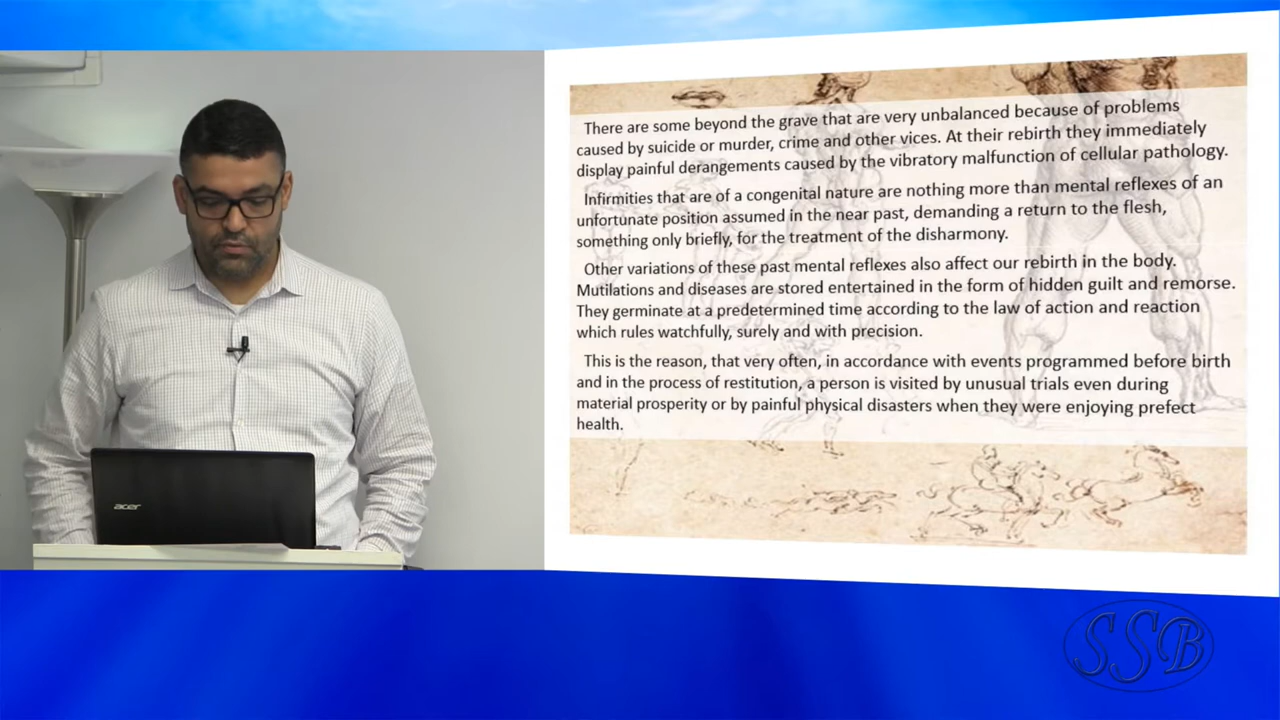 There are some beyond the grave that are very unbalanced because of problems
caused by suicide or murder, crime and other vices. At their rebirth they immediately
display painful derangements caused by the vibratory malfunction of cellular pathology.
Infirmities that are of a congenital nature are nothing more than mental reflexes of an
unfortunate position assumed in the near past, demanding a return to the flesh,
something only briefly, for the treatment of the disharmony.
Other variations of these past mental reflexes also affect our rebirth in the body.
Mutilations and diseases are stored entertained in the form of hidden guilt and remorse.
They germinate at a predetermined time according to the law of action and reaction
which rules watchfully, surely and with precision.
This is the reason, that very often, in accordance with events programmed before birth
and in the process of restitution, a person is visited by unusual trials even during
material prosperity or by painful physical disasters when they were enjoying prefect
health.
acer
SSB